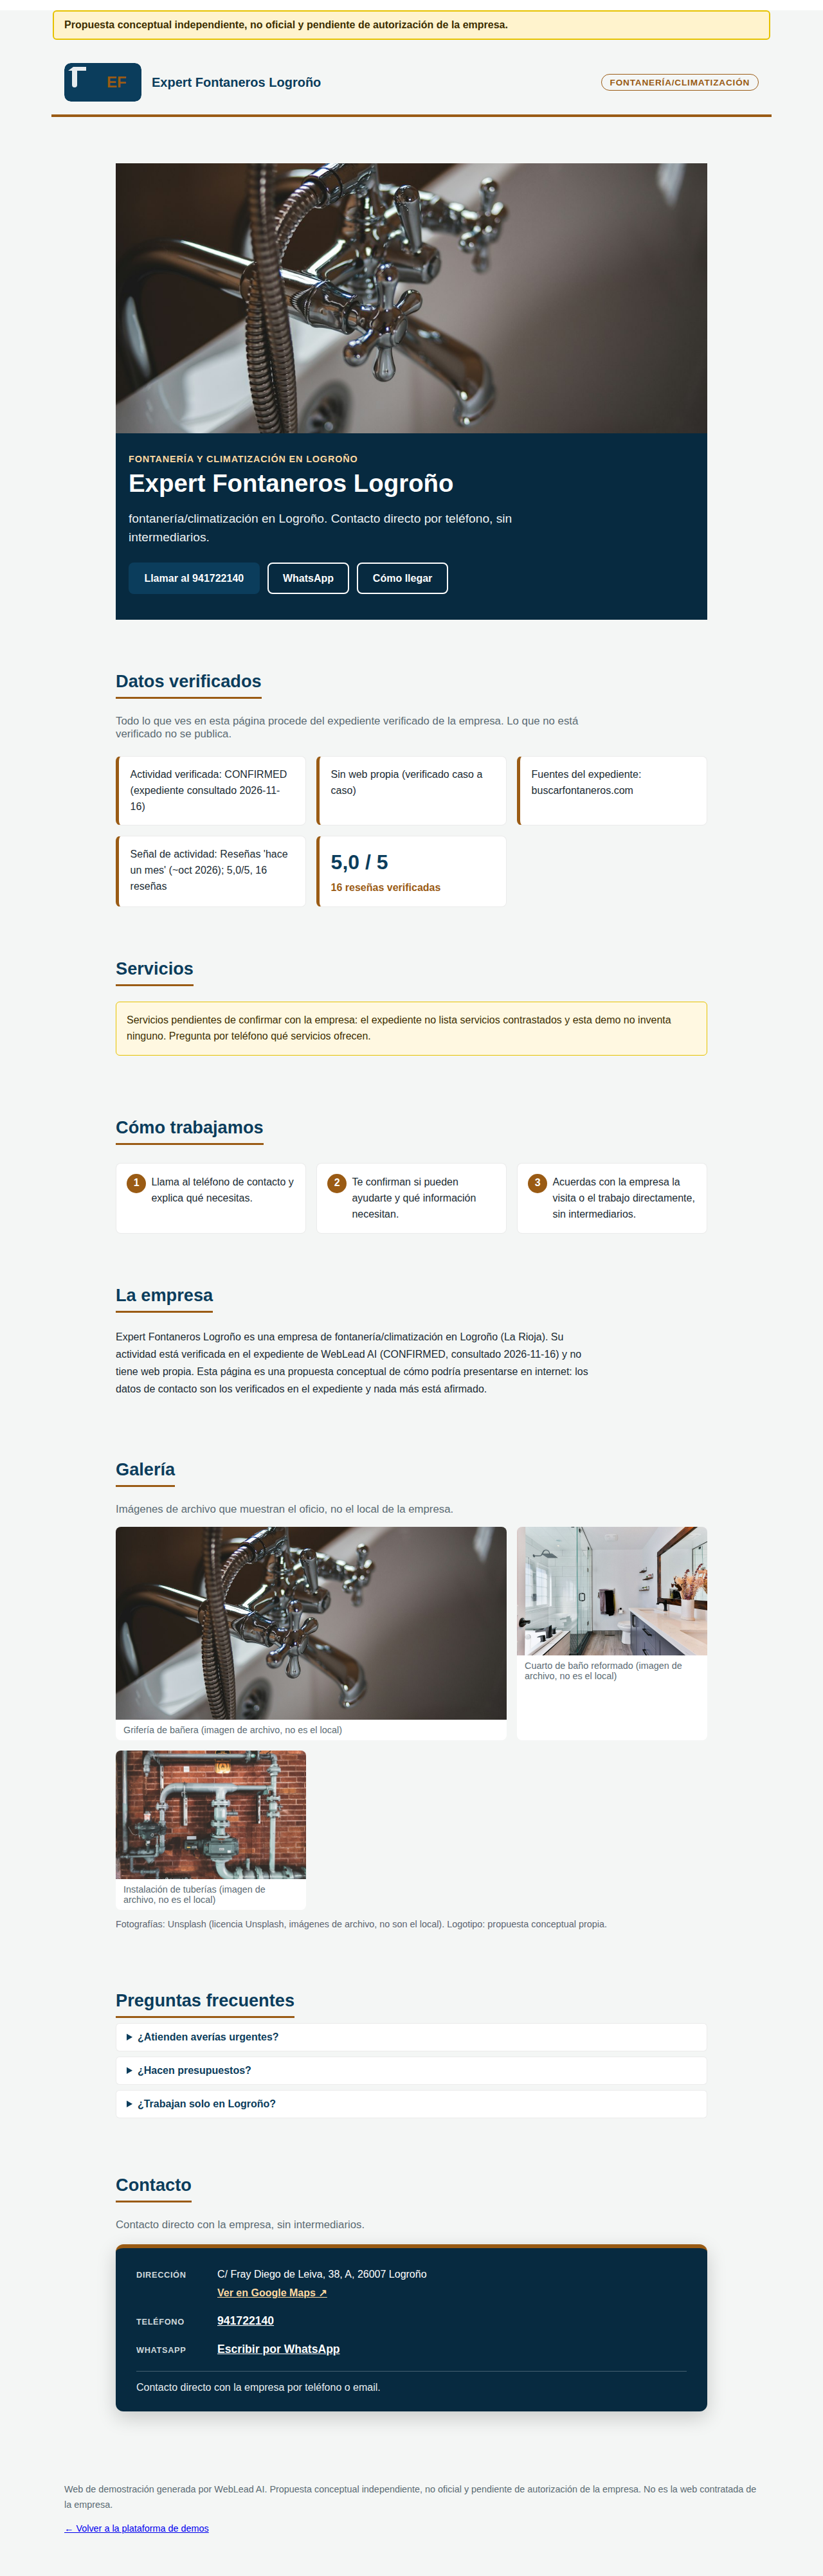 Propuesta conceptual independiente, no oficial y pendiente de autorización de la empresa.
EF
Expert Fontaneros Logroño
FONTANERÍA/CLIMATIZACIÓN
FONTANERÍA Y CLIMATIZACIÓN EN LOGROÑO
Expert Fontaneros Logroño
fontanería/climatización en Logroño. Contacto directo por teléfono, sin
intermediarios.
Llamar al 941722140
WhatsApp
Cómo llegar
Datos verificados
Todo lo que ves en esta página procede del expediente verificado de la empresa. Lo que no está
verificado no se publica.
Actividad verificada: CONFIRMED
(expediente consultado 2026-11-
16)
Sin web propia (verificado caso a
caso)
Fuentes del expediente:
buscarfontaneros.com
Señal de actividad: Reseñas 'hace
un mes' (~oct 2026); 5,0/5, 16
reseñas
5,0 / 5
16 reseñas verificadas
Servicios
Servicios pendientes de confirmar con la empresa: el expediente no lista servicios contrastados y esta demo no inventa
ninguno. Pregunta por teléfono qué servicios ofrecen.
Cómo trabajamos
1
Llama al teléfono de contacto y
explica qué necesitas.
2
Te confirman si pueden
ayudarte y qué información
necesitan.
3
Acuerdas con la empresa la
visita o el trabajo directamente,
sin intermediarios.
La empresa
Expert Fontaneros Logroño es una empresa de fontanería/climatización en Logroño (La Rioja). Su
actividad está verificada en el expediente de WebLead AI (CONFIRMED, consultado 2026-11-16) y no
tiene web propia. Esta página es una propuesta conceptual de cómo podría presentarse en internet: los
datos de contacto son los verificados en el expediente y nada más está afirmado.
Galería
Imágenes de archivo que muestran el oficio, no el local de la empresa.
Grifería de bañera (imagen de archivo, no es el local)
Cuarto de baño reformado (imagen de
archivo, no es el local)
Instalación de tuberías (imagen de
archivo, no es el local)
Fotografías: Unsplash (licencia Unsplash, imágenes de archivo, no son el local). Logotipo: propuesta conceptual propia.
Preguntas frecuentes
▶ ¿Atienden averías urgentes?
▶ ¿Hacen presupuestos?
▶ ¿Trabajan solo en Logroño?
Contacto
Contacto directo con la empresa, sin intermediarios.
DIRECCIÓN
C/ Fray Diego de Leiva, 38, A, 26007 Logroño
Ver en Google Maps ↗
TELÉFONO
941722140
WHATSAPP
Escribir por WhatsApp
Contacto directo con la empresa por teléfono o email.
Web de demostración generada por WebLead AI. Propuesta conceptual independiente, no oficial y pendiente de autorización de la empresa. No es la web contratada de
la empresa.
← Volver a la plataforma de demos